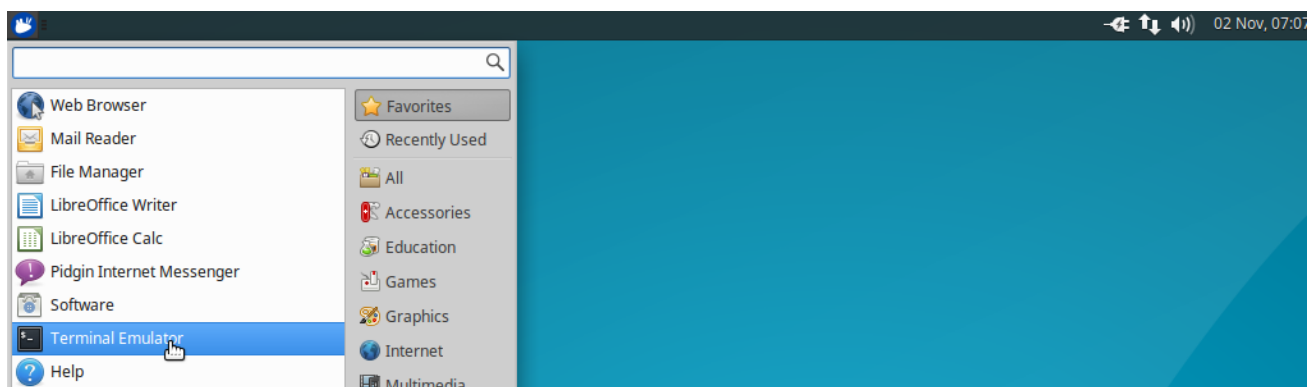 02 Nov, 07:07
Web Browser
Mail Reader
File Manager
LibreOffice Writer
LibreOffice Calc
Pidgin Internet Messenger
Software
Terminal Emulator
Help
Favorites
Recently Used
All
Accessories
Education
Games
Graphics
Internet
Multimedia